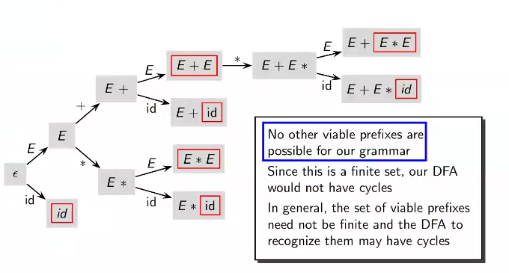 E + E * E
E
E + E
*
E + E *
E
id
E + E * id
E +
id
E + id
+
E
E
*
E
E * E
ϵ
id
E *
id
E * id
id
No other viable prefixes are
possible for our grammar
Since this is a finite set, our DFA
would not have cycles
In general, the set of viable prefixes
need not be finite and the DFA to
recognize them may have cycles